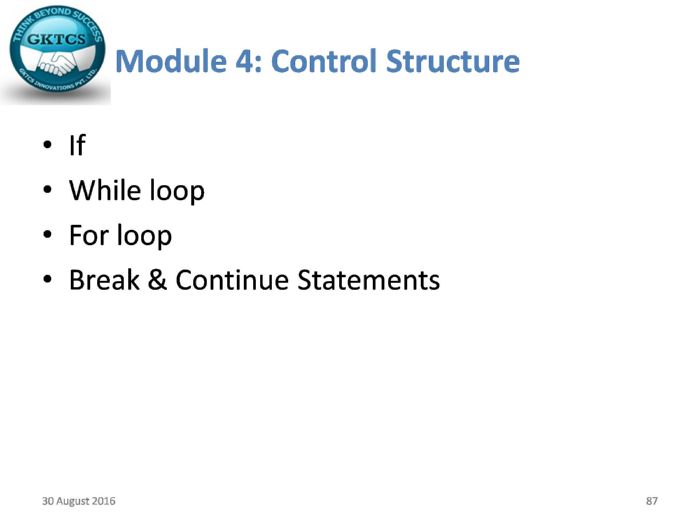 THINK BEYOND SUCCESS
GKTCS
GKTCS INNOVATIONS PVT. LTD.
Module 4: Control Structure
• If
• While loop
• For loop
• Break & Continue Statements
30 August 2016
87